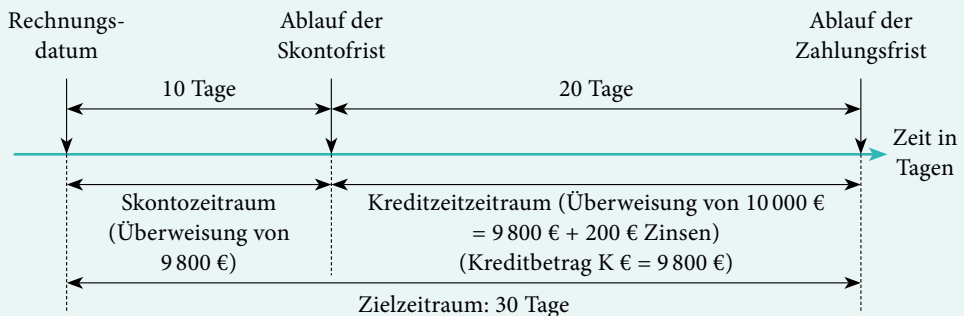 Rechnungs-
datum
Ablauf der
Skontofrist
Ablauf der
Zahlungsfrist
10 Tage
20 Tage
Zeit in
Tagen
Skontozeitraum
(Überweisung von
9 800 €)
Kreditzeitzeitraum (Überweisung von 10 000 €
= 9 800 € + 200 € Zinsen)
(Kreditbetrag K € = 9 800 €)
Zielzeitraum: 30 Tage